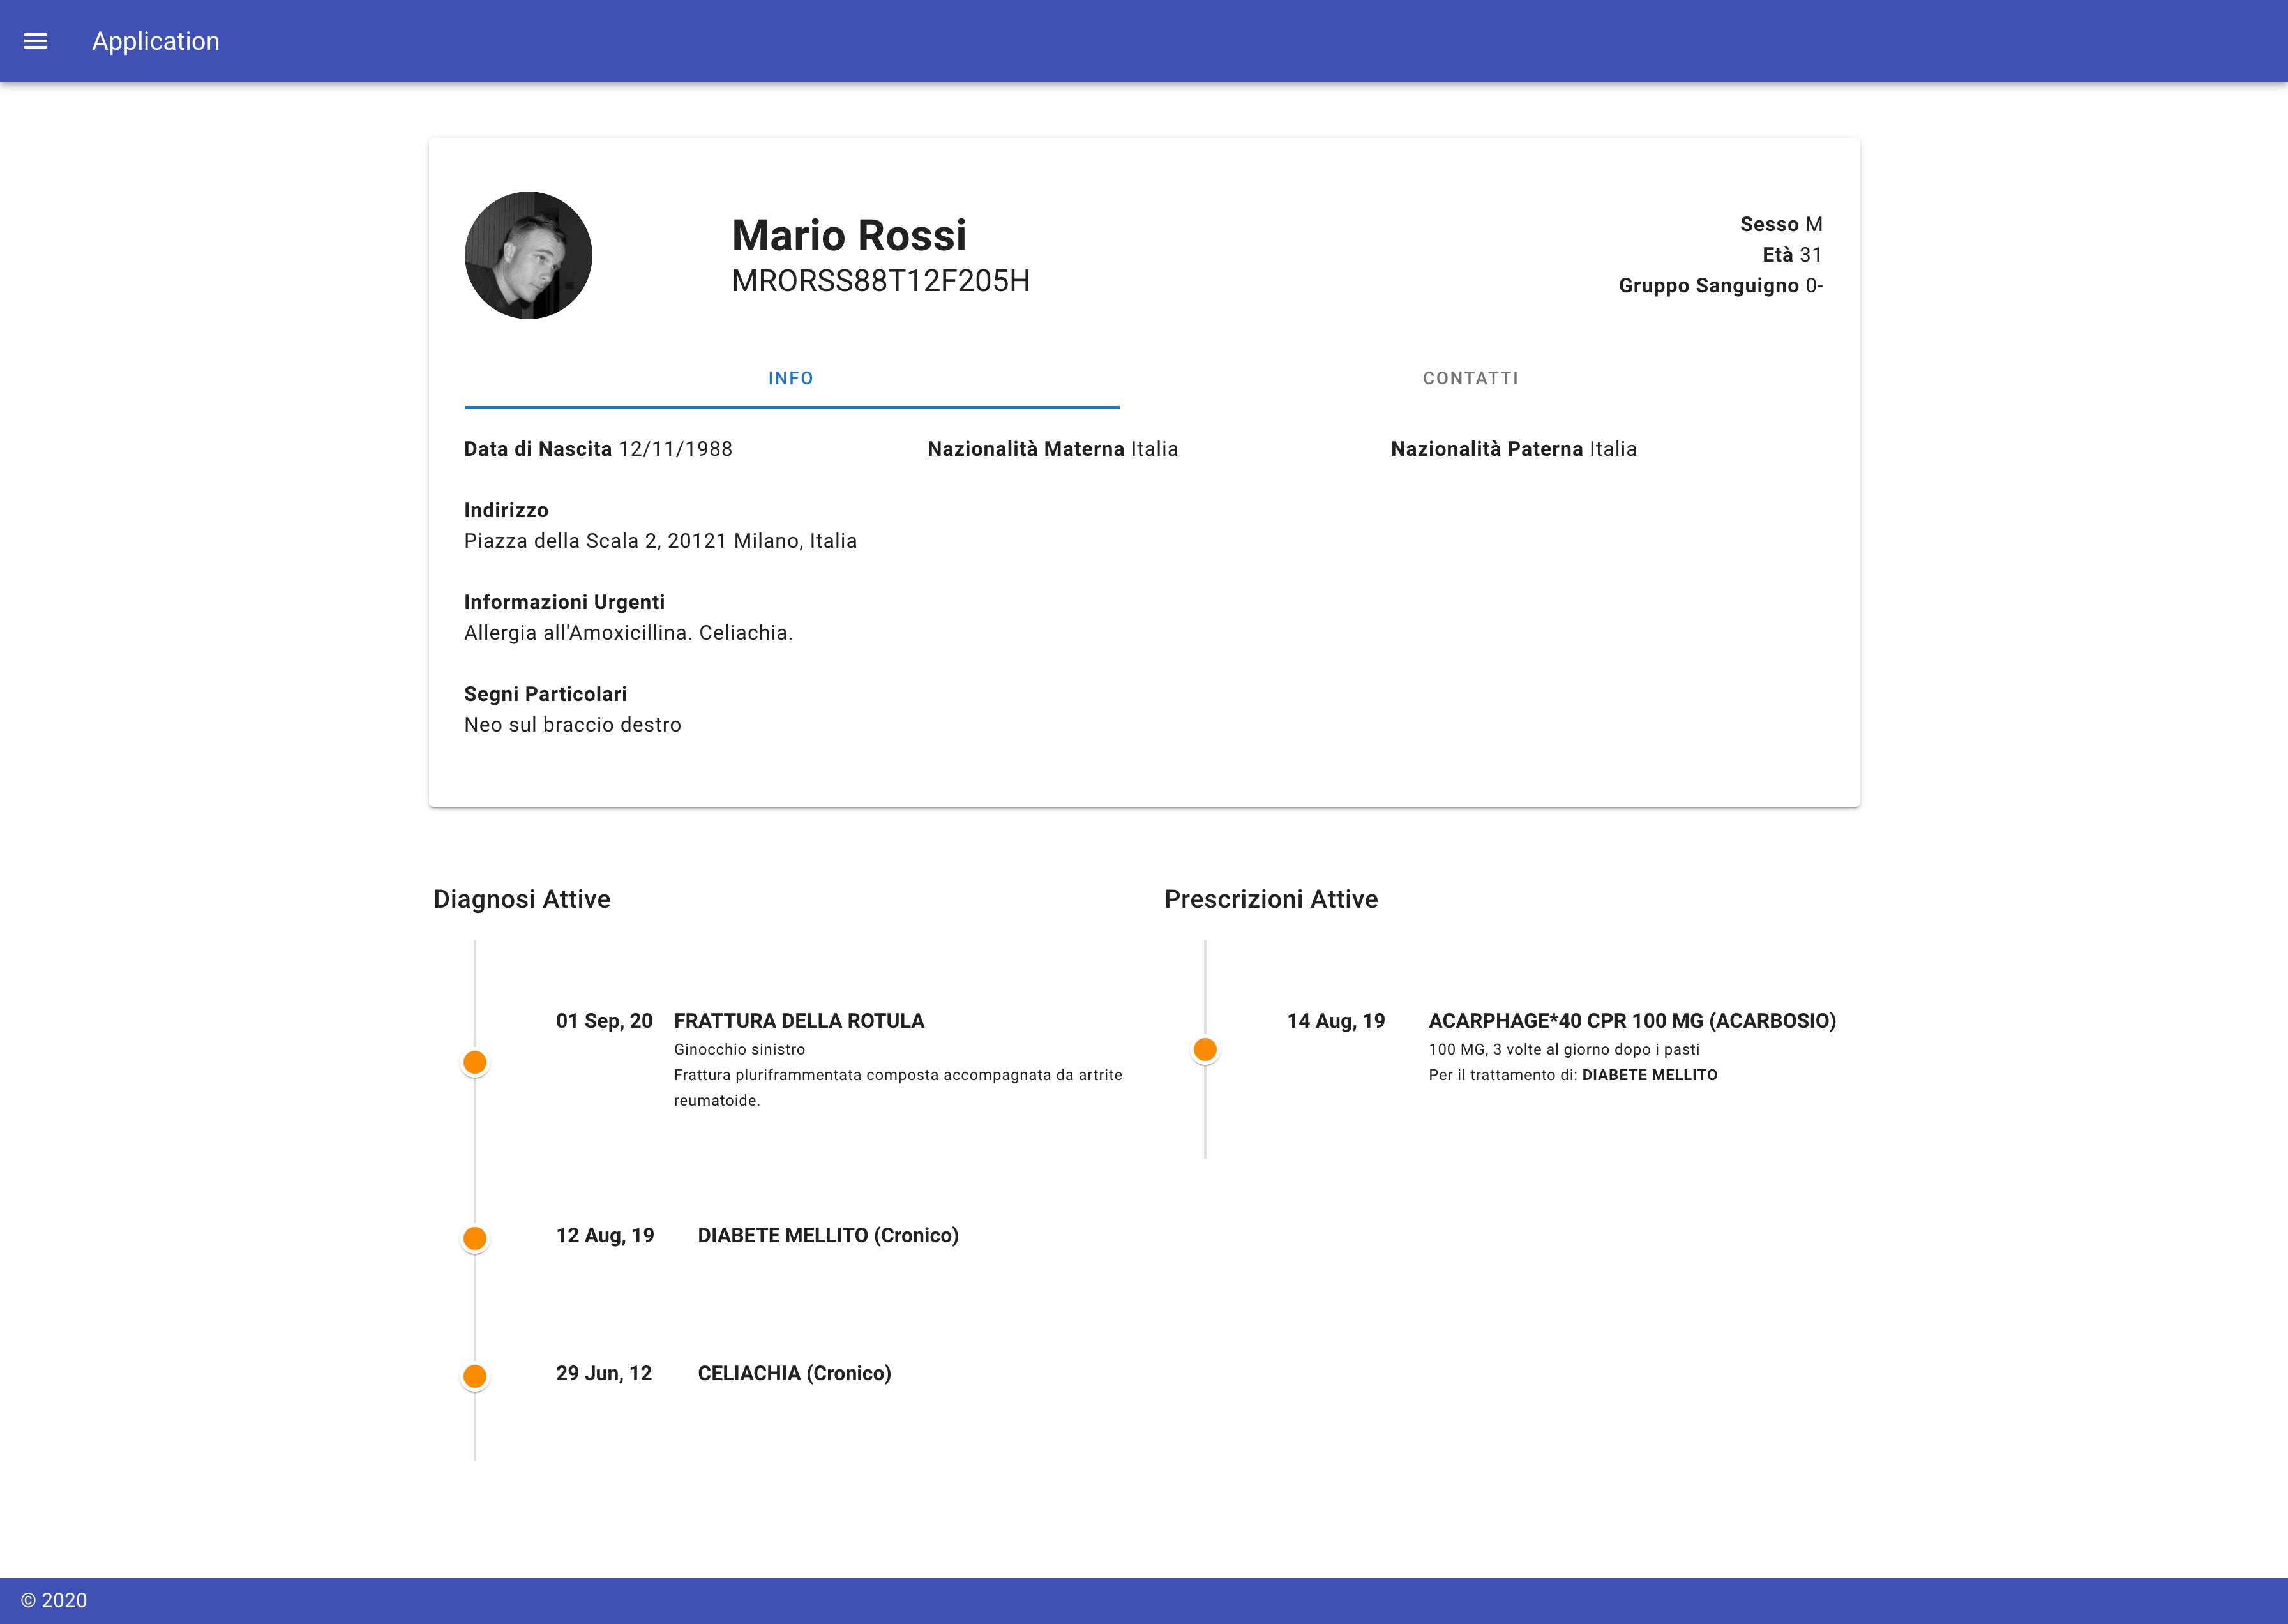 Application
Mario Rossi
MRORSS88T12F205H
Sesso M
Età 31
Gruppo Sanguigno 0-
INFO
CONTATTI
Data di Nascita 12/11/1988
Nazionalità Materna Italia
Nazionalità Paterna Italia
Indirizzo
Piazza della Scala 2, 20121 Milano, Italia
Informazioni Urgenti
Allergia all'Amoxicillina. Celiachia.
Segni Particolari
Neo sul braccio destro
Diagnosi Attive
01 Sep, 20 FRATTURA DELLA ROTULA
Ginocchio sinistro
Frattura pluriframmentata composta accompagnata da artrite
reumatoide.
12 Aug, 19 DIABETE MELLITO (Cronico)
29 Jun, 12 CELIACHIA (Cronico)
Prescrizioni Attive
14 Aug, 19 ACARPHAGE*40 CPR 100 MG (ACARBOSIO)
100 MG, 3 volte al giorno dopo i pasti
Per il trattamento di: DIABETE MELLITO
© 2020